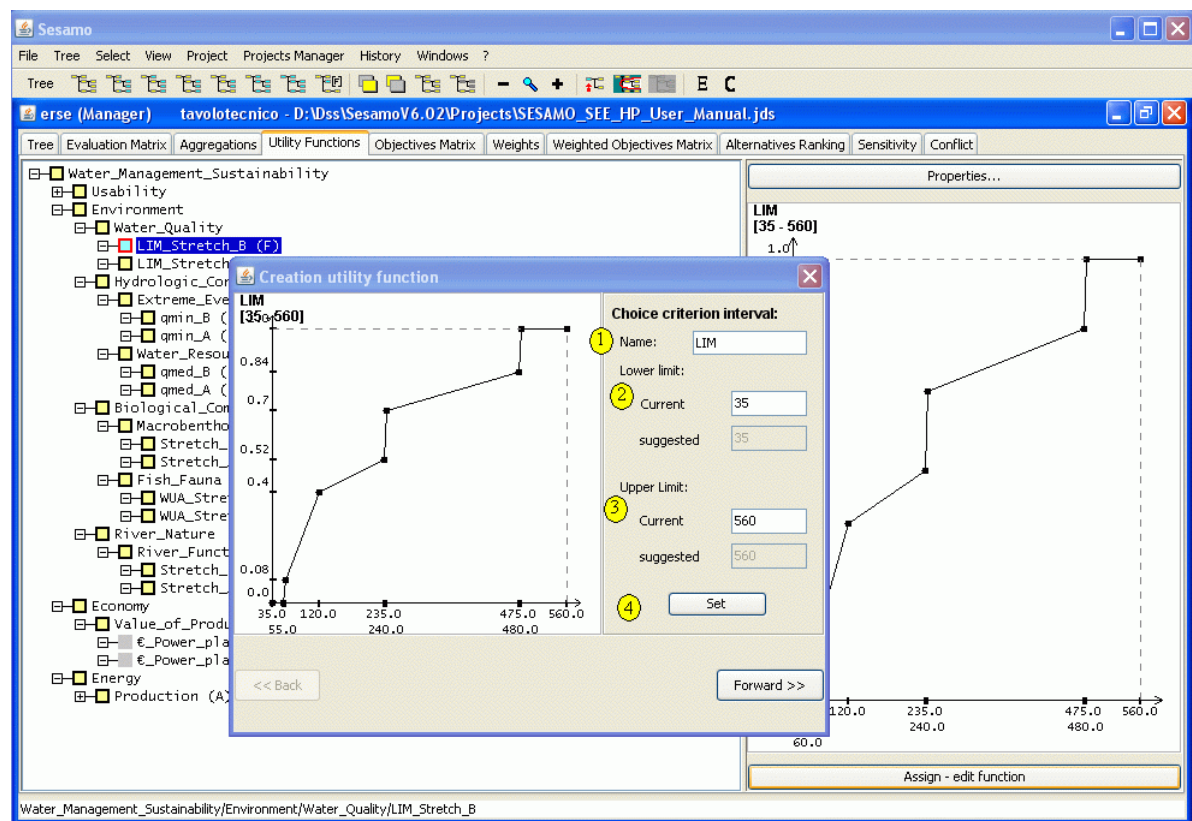 Sesamo
File Tree Select View Project Projects Manager History Windows ?
Tree E C
erse (Manager) tavolotecnico - D:\Dss\SesamoV6.02\Projects\SESAMO_SEE_HP_User_Manual.jds
Tree Evaluation Matrix Aggregations Utility Functions Objectives Matrix Weights Weighted Objectives Matrix Alternatives Ranking Sensitivity Conflict
Water_Management_Sustainability
Usability
Environment
Water_Quality
LIM_Stretch_B (F)
LIM_Stretch
Hydrologic_Con
Extreme_Eve
qmin_B (
qmin_A (
Water_Resou
qmed_B (
qmed_A (
Biological_Con
Macrobentho
Stretch_
Stretch_
Fish_Fauna
WUA_Stre
WUA_Stre
River_Nature
River_Funct
Stretch_
Stretch_
Economy
Value_of_Produ
€_Power_pla
€_Power_pla
Energy
Production (A)
Creation utility function
LIM
[35 - 560]
0.84
0.7
0.52
0.4
0.08
0.0
35.0 120.0 235.0 475.0 560.0
55.0 240.0 480.0
Choice criterion interval:
1 Name: LIM
Lower limit:
2 Current 35
suggested 35
Upper Limit:
3 Current 560
suggested 560
4 Set
<< Back
Forward >>
Properties...
LIM
[35 - 560]
1.0
120.0 235.0 475.0 560.0
240.0 480.0
60.0
Assign - edit function
Water_Management_Sustainability/Environment/Water_Quality/LIM_Stretch_B